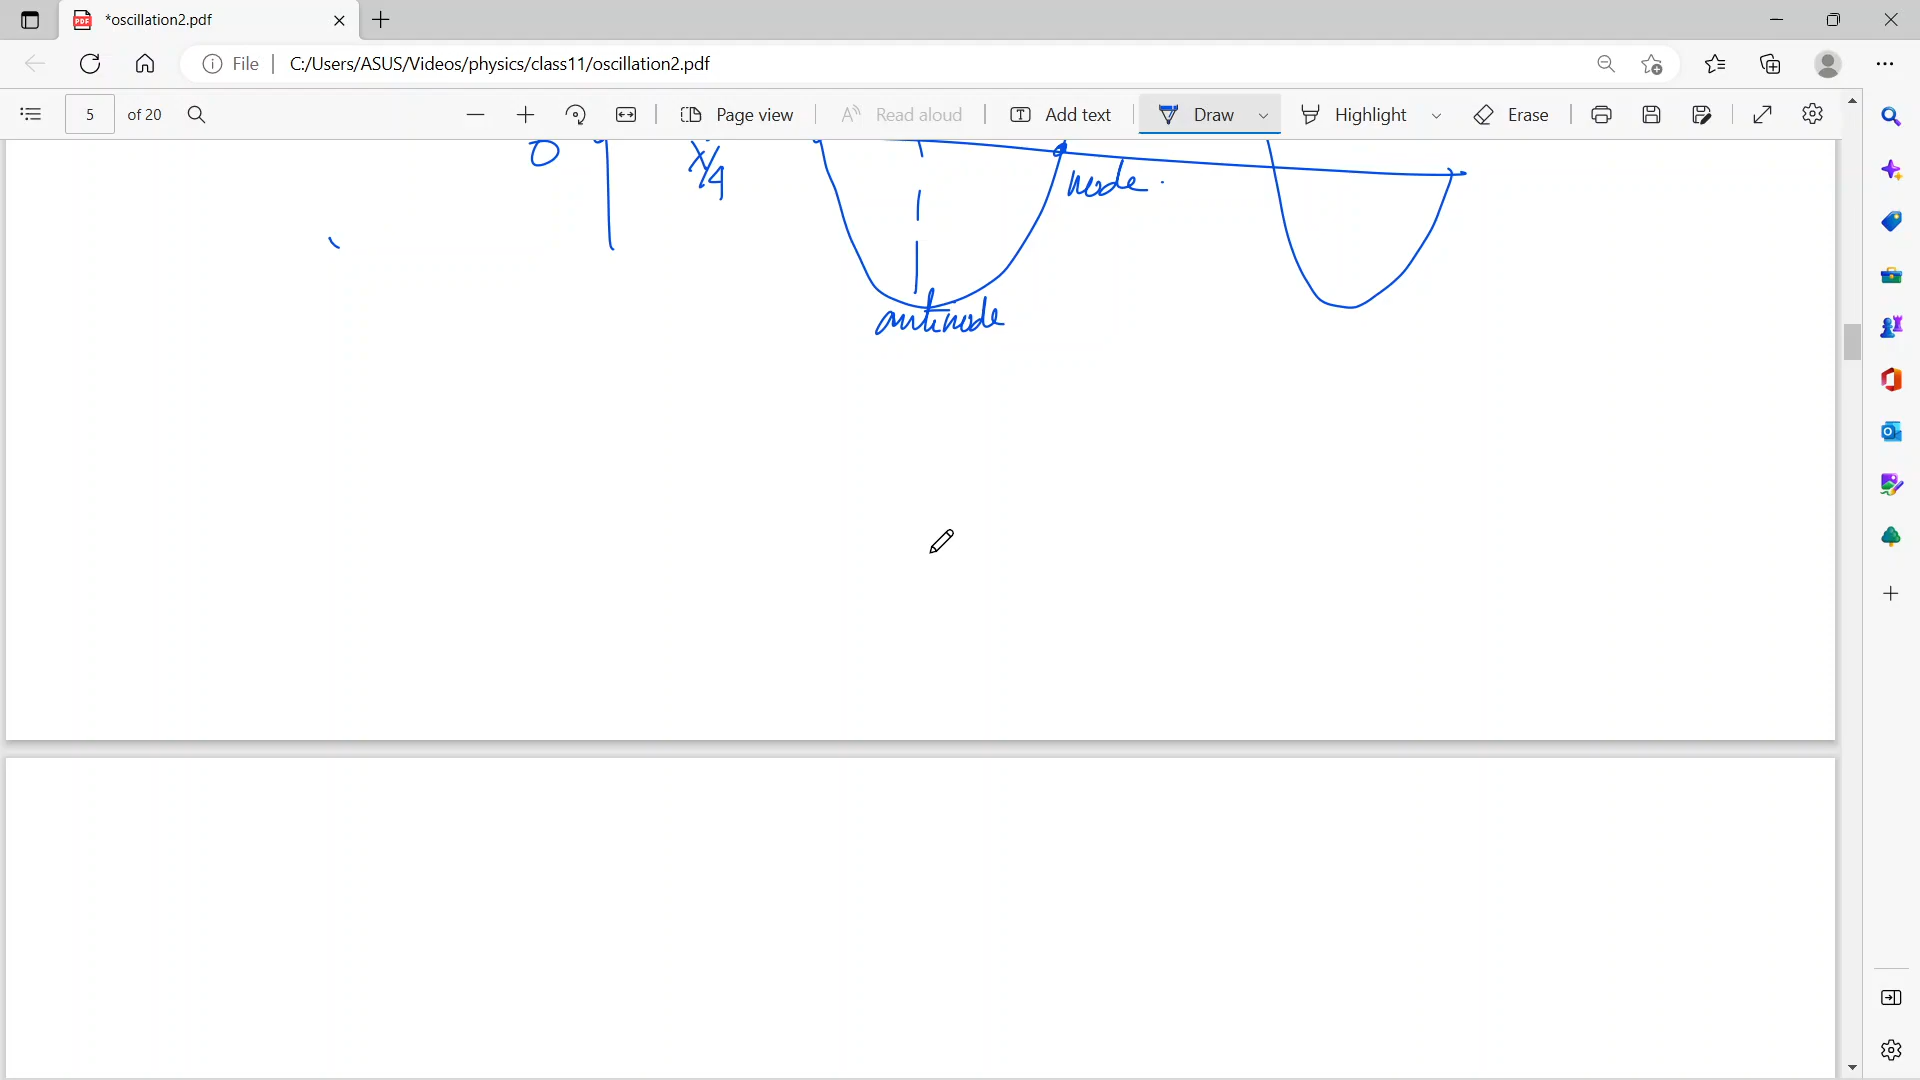 *oscillation2.pdf
File C:/Users/ASUS/Videos/physics/class11/oscillation2.pdf
5 of 20 Page view Read aloud Add text Draw Highlight Erase
0
λ/4
node.
antinode